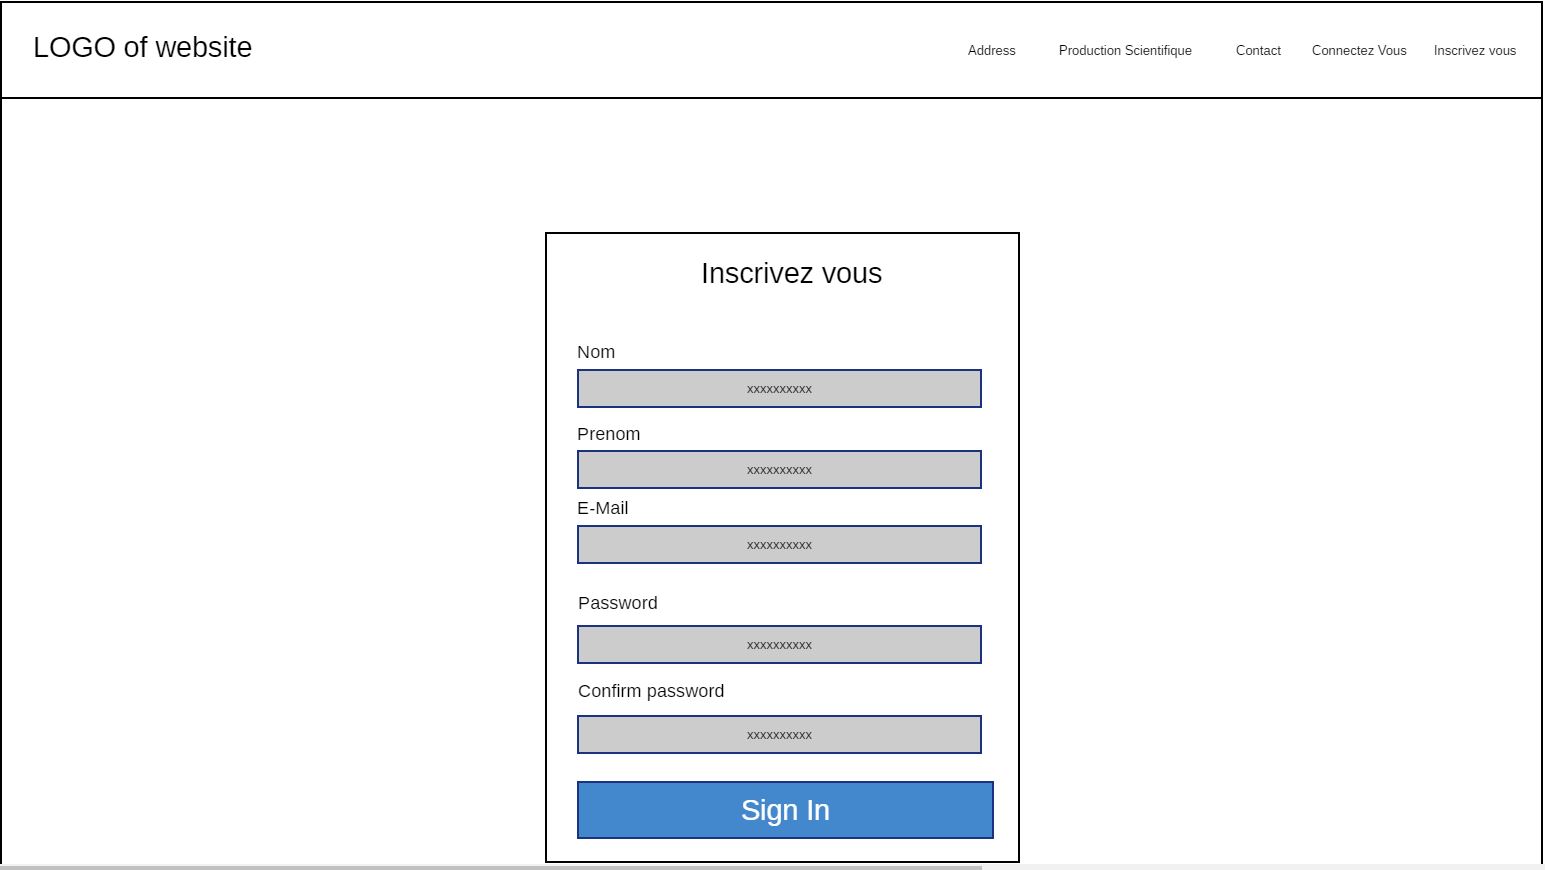 LOGO of website
Address Production Scientifique Contact Connectez Vous Inscrivez vous
Inscrivez vous
Nom
xxxxxxxxxx
Prenom
xxxxxxxxxx
E-Mail
xxxxxxxxxx
Password
xxxxxxxxxx
Confirm password
xxxxxxxxxx
Sign In